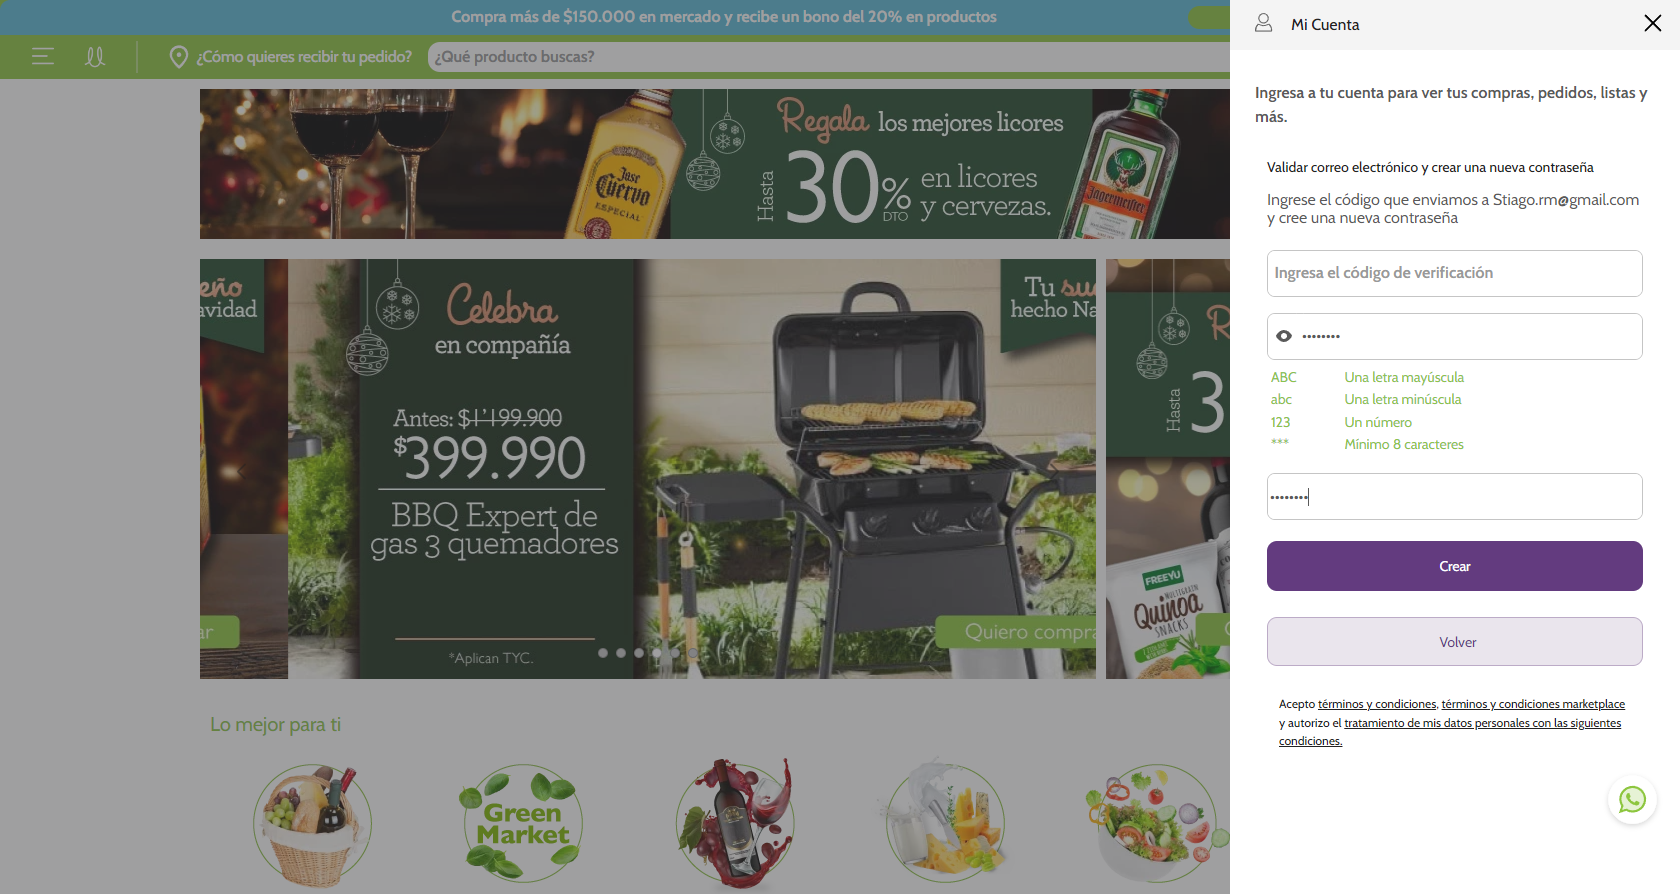 Compra más de $150.000 en mercado y recibe un bono del 20% en productos
¿Cómo quieres recibir tu pedido?
¿Qué producto buscas?
Regala los mejores licores
Hasta 30% DTO en licores y cervezas.
Jose Cuervo
ESPECIAL
Jägermeister
eño
avidad
Celebra
en compañía
Antes: $1'199.900
$399.990
BBQ Expert de
gas 3 quemadores
*Aplican TYC.
ar
Tu su
hecho Na
Quiero compra
R
Hasta 3
FREEYU
MULTIGRAIN
Quinoa
SNACKS
Lo mejor para ti
Green
Market
Mi Cuenta
Ingresa a tu cuenta para ver tus compras, pedidos, listas y
más.
Validar correo electrónico y crear una nueva contraseña
Ingrese el código que enviamos a Stiago.rm@gmail.com
y cree una nueva contraseña
Ingresa el código de verificación
••••••••
ABC Una letra mayúscula
abc Una letra minúscula
123 Un número
*** Mínimo 8 caracteres
••••••••
Crear
Volver
Acepto términos y condiciones, términos y condiciones marketplace
y autorizo el tratamiento de mis datos personales con las siguientes
condiciones.